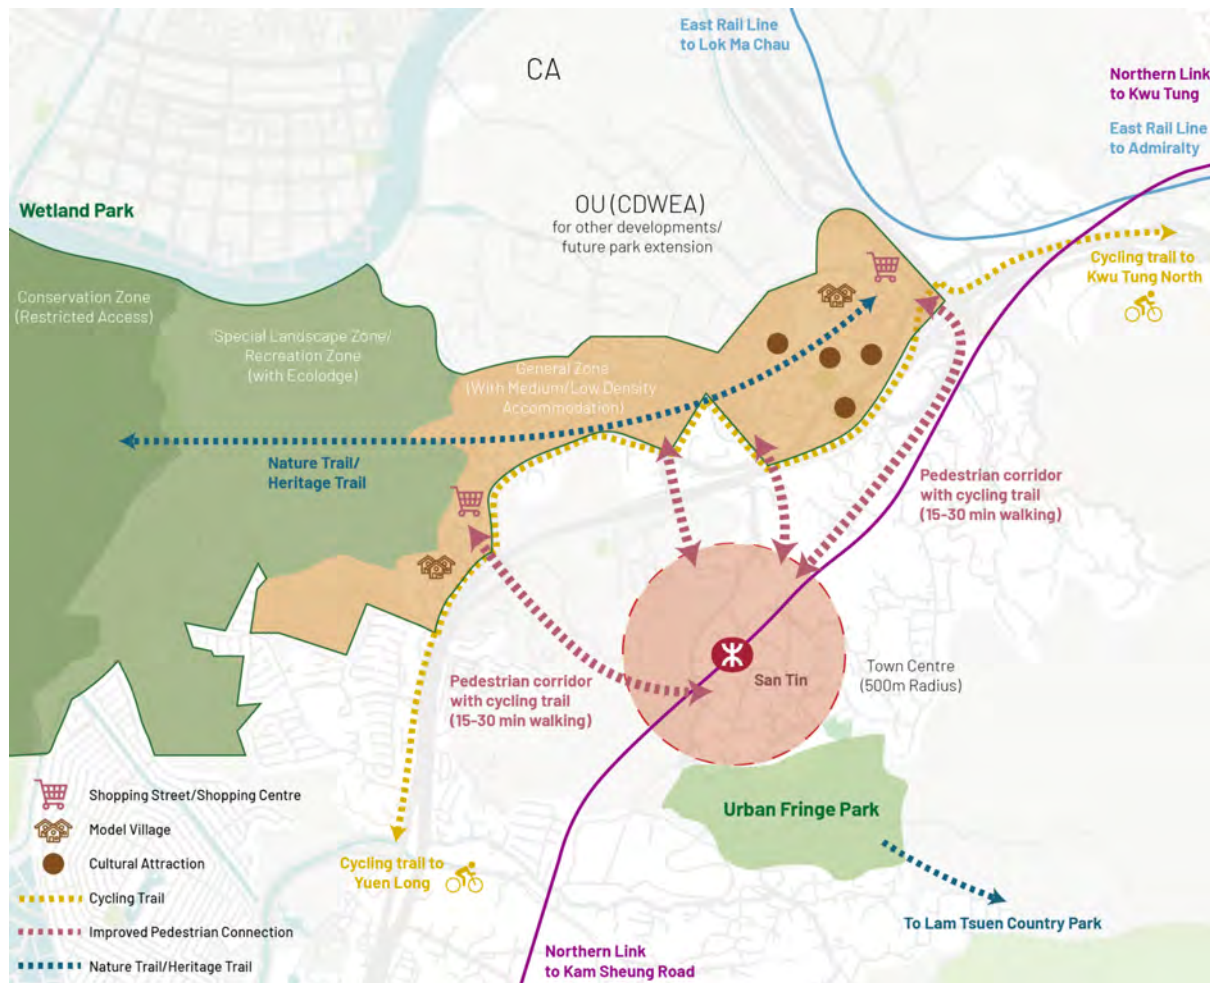 East Rail Line
to Lok Ma Chau
CA
Northern Link
to Kwu Tung
East Rail Line
to Admiralty
Wetland Park
OU (CDWEA)
for other developments/
future park extension
Cycling trail to
Kwu Tung North
Conservation Zone
(Restricted Access)
Special Landscape Zone/
Recreation Zone
(with Ecolodge)
General Zone
(With Medium/Low Density
Accommodation)
Nature Trail/
Heritage Trail
Pedestrian corridor
with cycling trail
(15-30 min walking)
San Tin
Town Centre
(500m Radius)
Pedestrian corridor
with cycling trail
(15-30 min walking)
Urban Fringe Park
Shopping Street/Shopping Centre
Model Village
Cultural Attraction
Cycling Trail
Improved Pedestrian Connection
Nature Trail/Heritage Trail
Cycling trail to
Yuen Long
To Lam Tsuen Country Park
Northern Link
to Kam Sheung Road